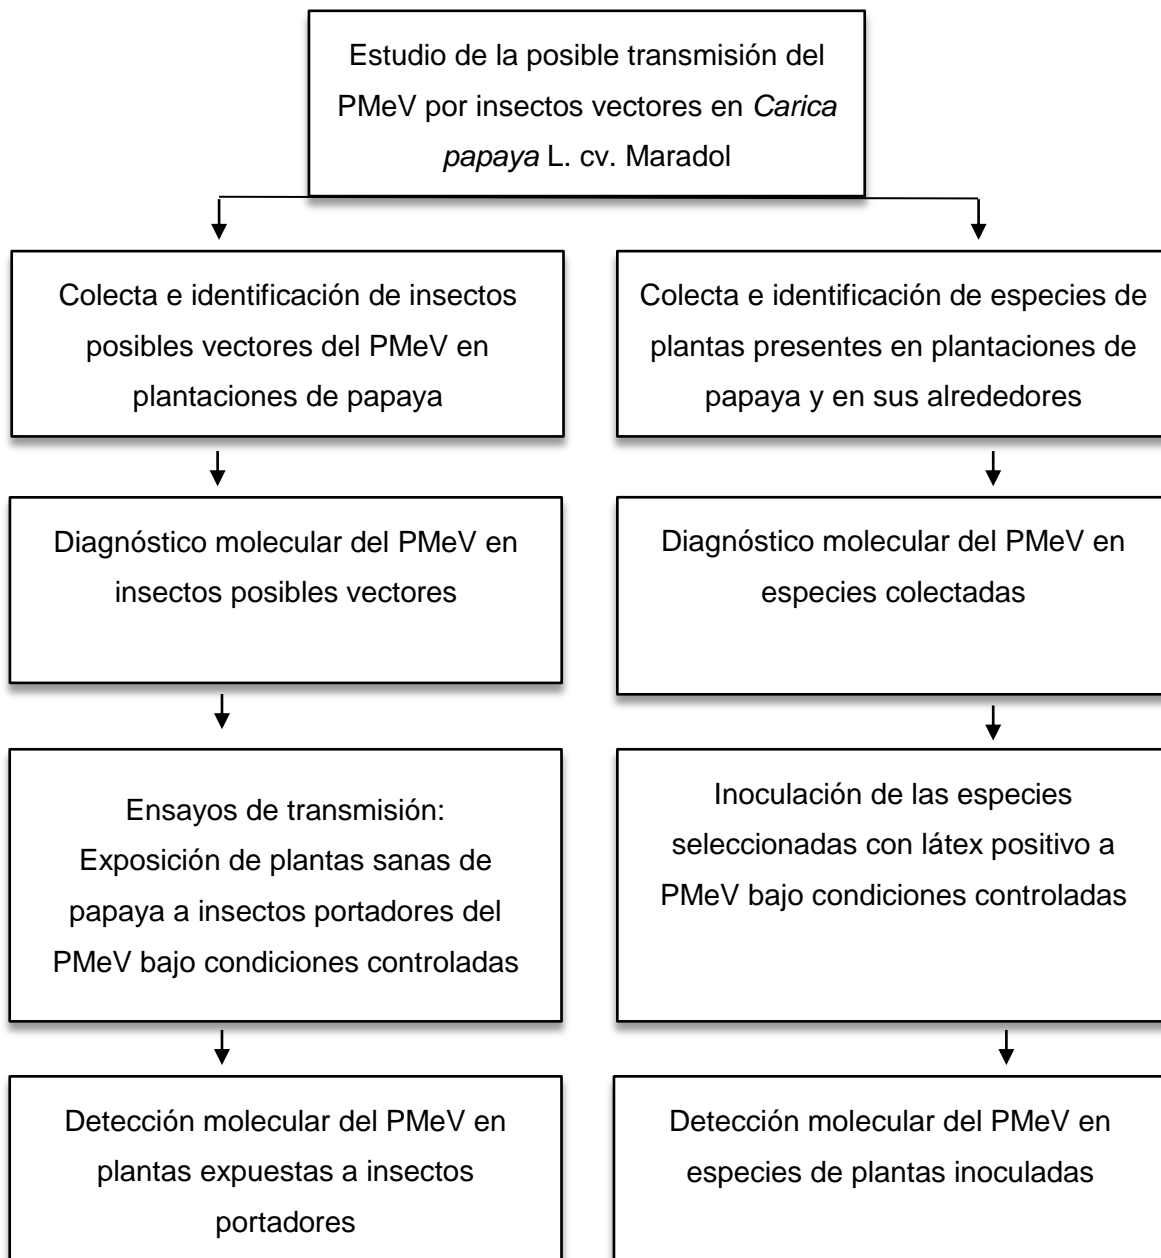 Estudio de la posible transmisión del
PMeV por insectos vectores en Carica
papaya L. cv. Maradol
Colecta e identificación de insectos
posibles vectores del PMeV en
plantaciones de papaya
Diagnóstico molecular del PMeV en
insectos posibles vectores
Ensayos de transmisión:
Exposición de plantas sanas de
papaya a insectos portadores del
PMeV bajo condiciones controladas
Detección molecular del PMeV en
plantas expuestas a insectos
portadores
Colecta e identificación de especies de
plantas presentes en plantaciones de
papaya y en sus alrededores
Diagnóstico molecular del PMeV en
especies colectadas
Inoculación de las especies
seleccionadas con látex positivo a
PMeV bajo condiciones controladas
Detección molecular del PMeV en
especies de plantas inoculadas